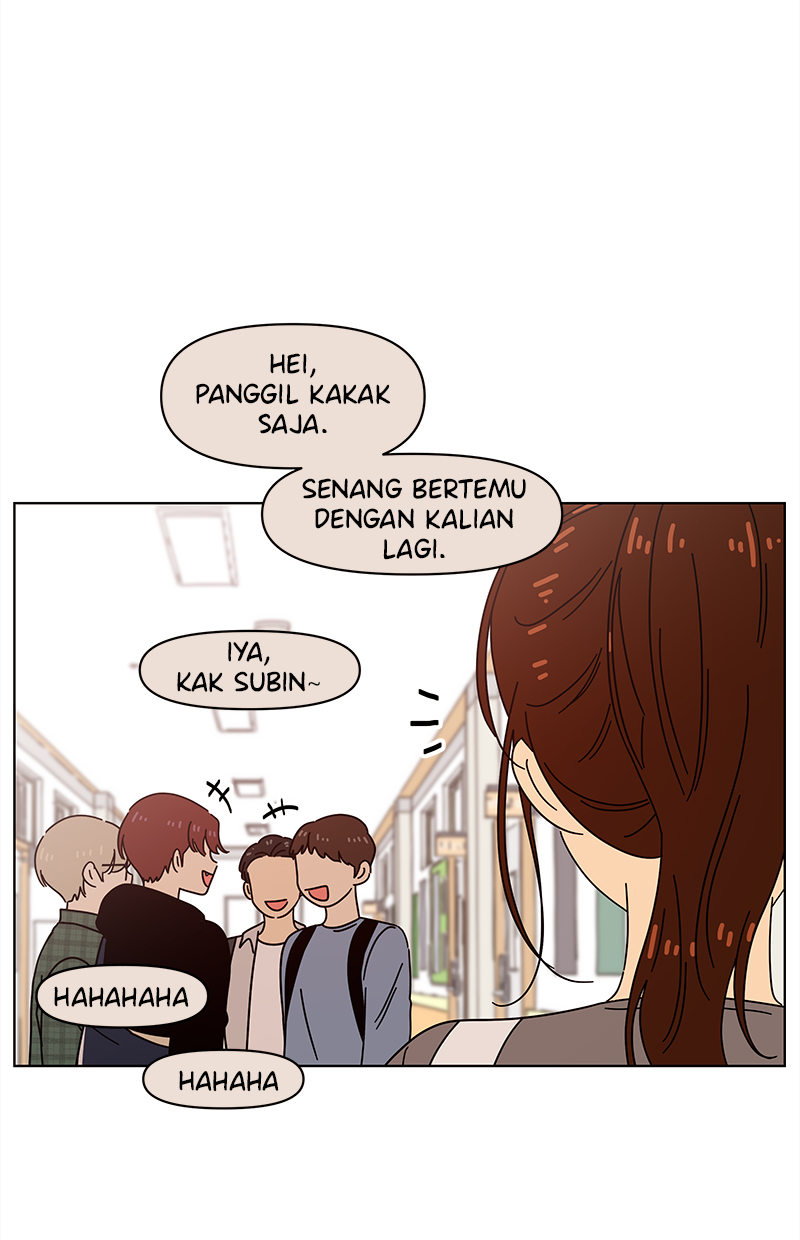 HEI,
PANGGIL KAKAK
SAJA.
SENANG BERTEMU
DENGAN KALIAN
LAGI.
IYA,
KAK SUBIN~
HAHAHAHA
HAHAHA